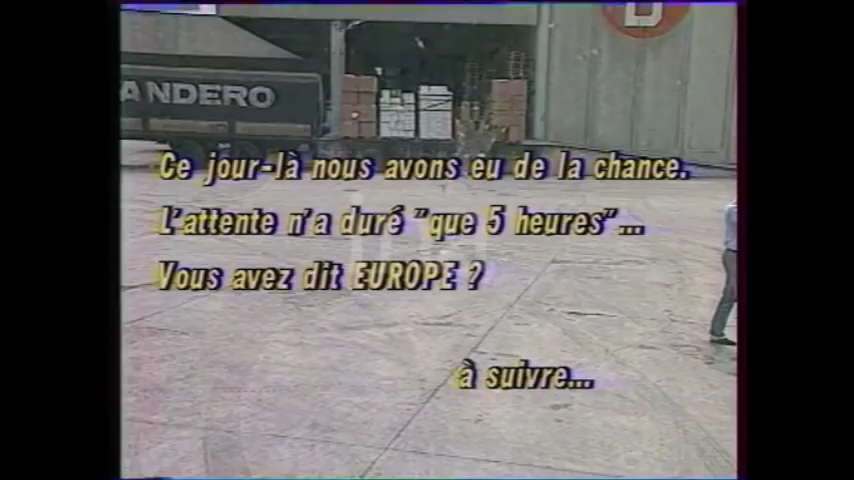 ANDERO
D
Ce jour-là nous avons eu de la chance.
L'attente n'a duré "que 5 heures"...
ina
Vous avez dit EUROPE ?
à suivre...